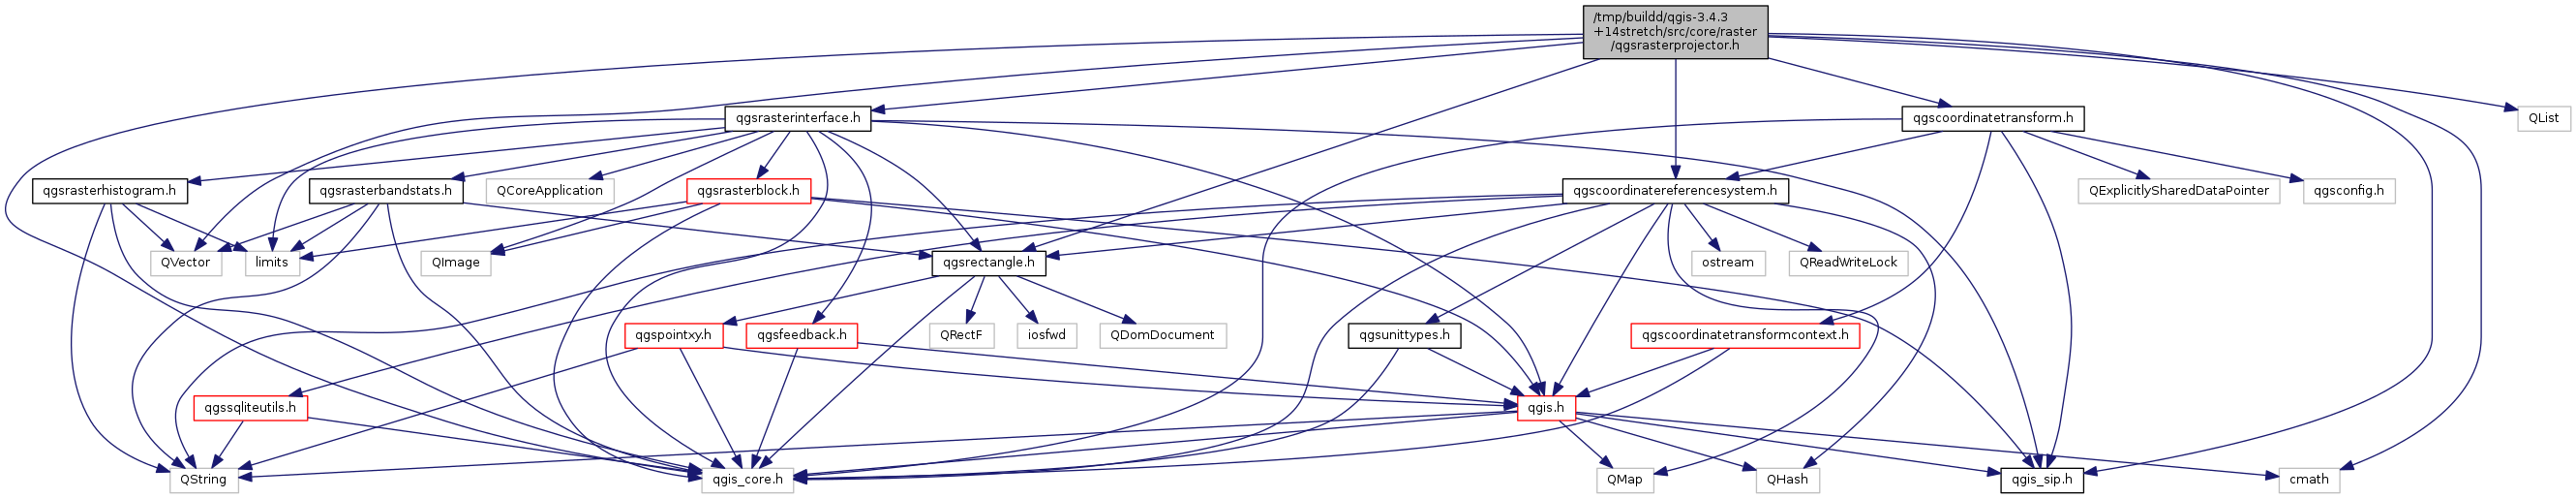 /tmp/buildd/qgis-3.4.3
+14stretch/src/core/raster
/qgsrasterprojector.h
qgsrasterinterface.h
qgscoordinatetransform.h
QList
qgsrasterhistogram.h
qgsrasterbandstats.h
QCoreApplication
qgsrasterblock.h
qgscoordinatereferencesystem.h
QExplicitlySharedDataPointer
qgsconfig.h
QVector
limits
QImage
qgsrectangle.h
ostream
QReadWriteLock
qgspointxy.h
qgsfeedback.h
QRectF
iosfwd
QDomDocument
qgsunittypes.h
qgscoordinatetransformcontext.h
qgssqliteutils.h
qgis.h
QString
qgis_core.h
QMap
QHash
qgis_sip.h
cmath